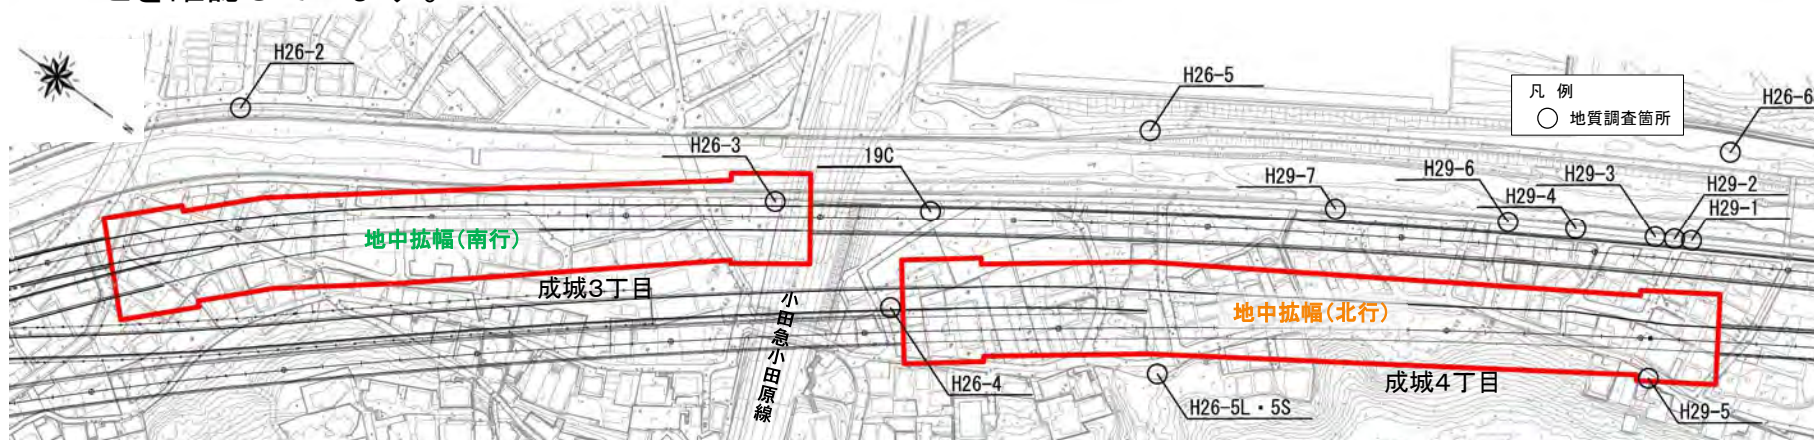 H26-2
H26-5
凡 例
地質調査箇所
H26-6
H26-3
19C
H29-7
H29-6
H29-4
H29-3
H29-2
H29-1
地中拡幅(南行)
成城3丁目
小田急小田原線
地中拡幅(北行)
成城4丁目
H26-4
H26-5L・5S
H29-5